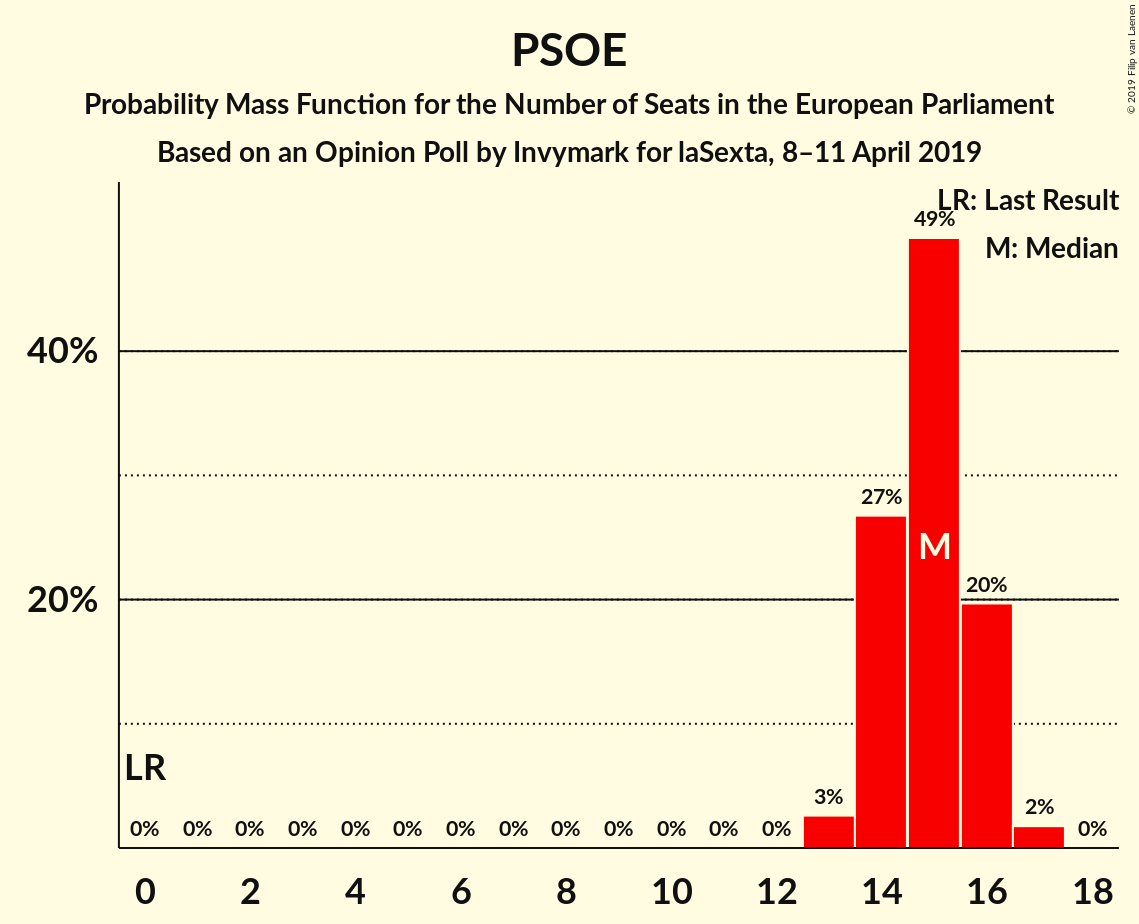 PSOE
Probability Mass Function for the Number of Seats in the European Parliament
Based on an Opinion Poll by Invymark for laSexta, 8–11 April 2019
© 2019 Filip van Laenen
LR: Last Result
M: Median
49%
40%
27%
M
20%
20%
LR
3%
2%
0% 0% 0% 0% 0% 0% 0% 0% 0% 0% 0% 0% 0% 0%
0 2 4 6 8 10 12 14 16 18